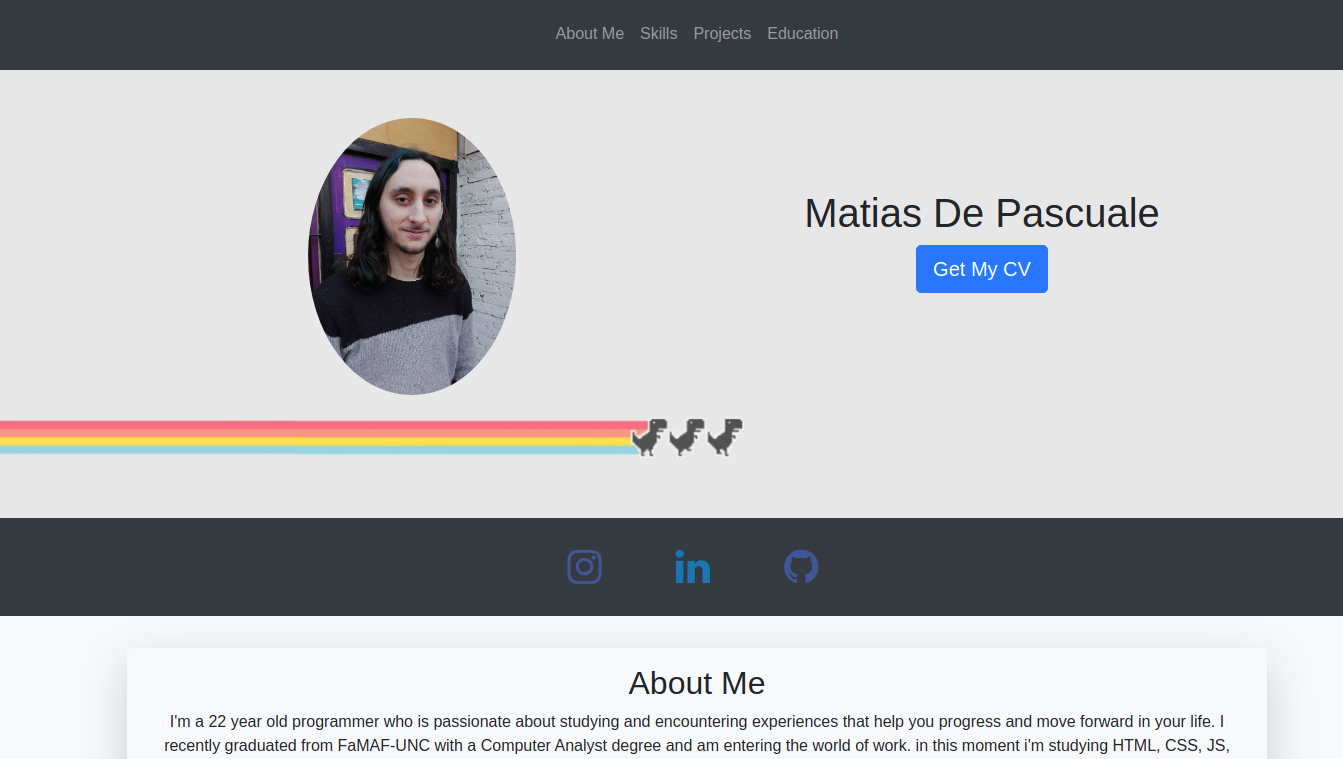 About Me Skills Projects Education
Matias De Pascuale
Get My CV
in
About Me
I'm a 22 year old programmer who is passionate about studying and encountering experiences that help you progress and move forward in your life. I
recently graduated from FaMAF-UNC with a Computer Analyst degree and am entering the world of work. in this moment i'm studying HTML, CSS, JS,